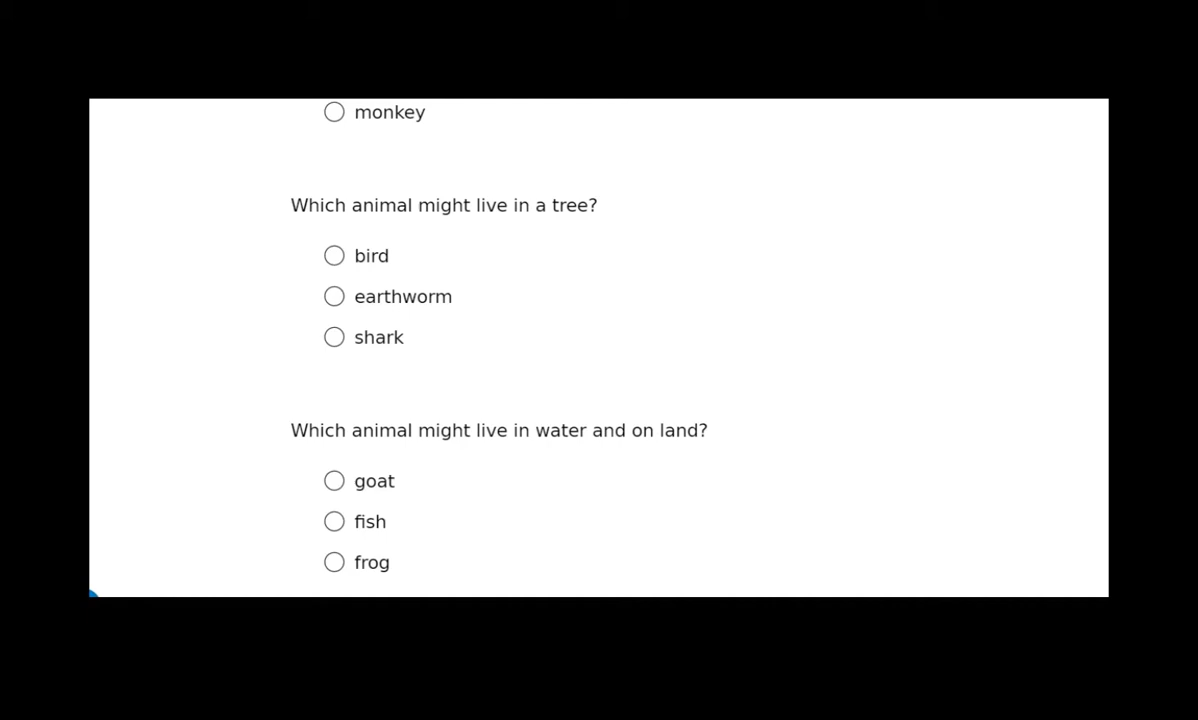 monkey
Which animal might live in a tree?
bird
earthworm
shark
Which animal might live in water and on land?
goat
fish
frog